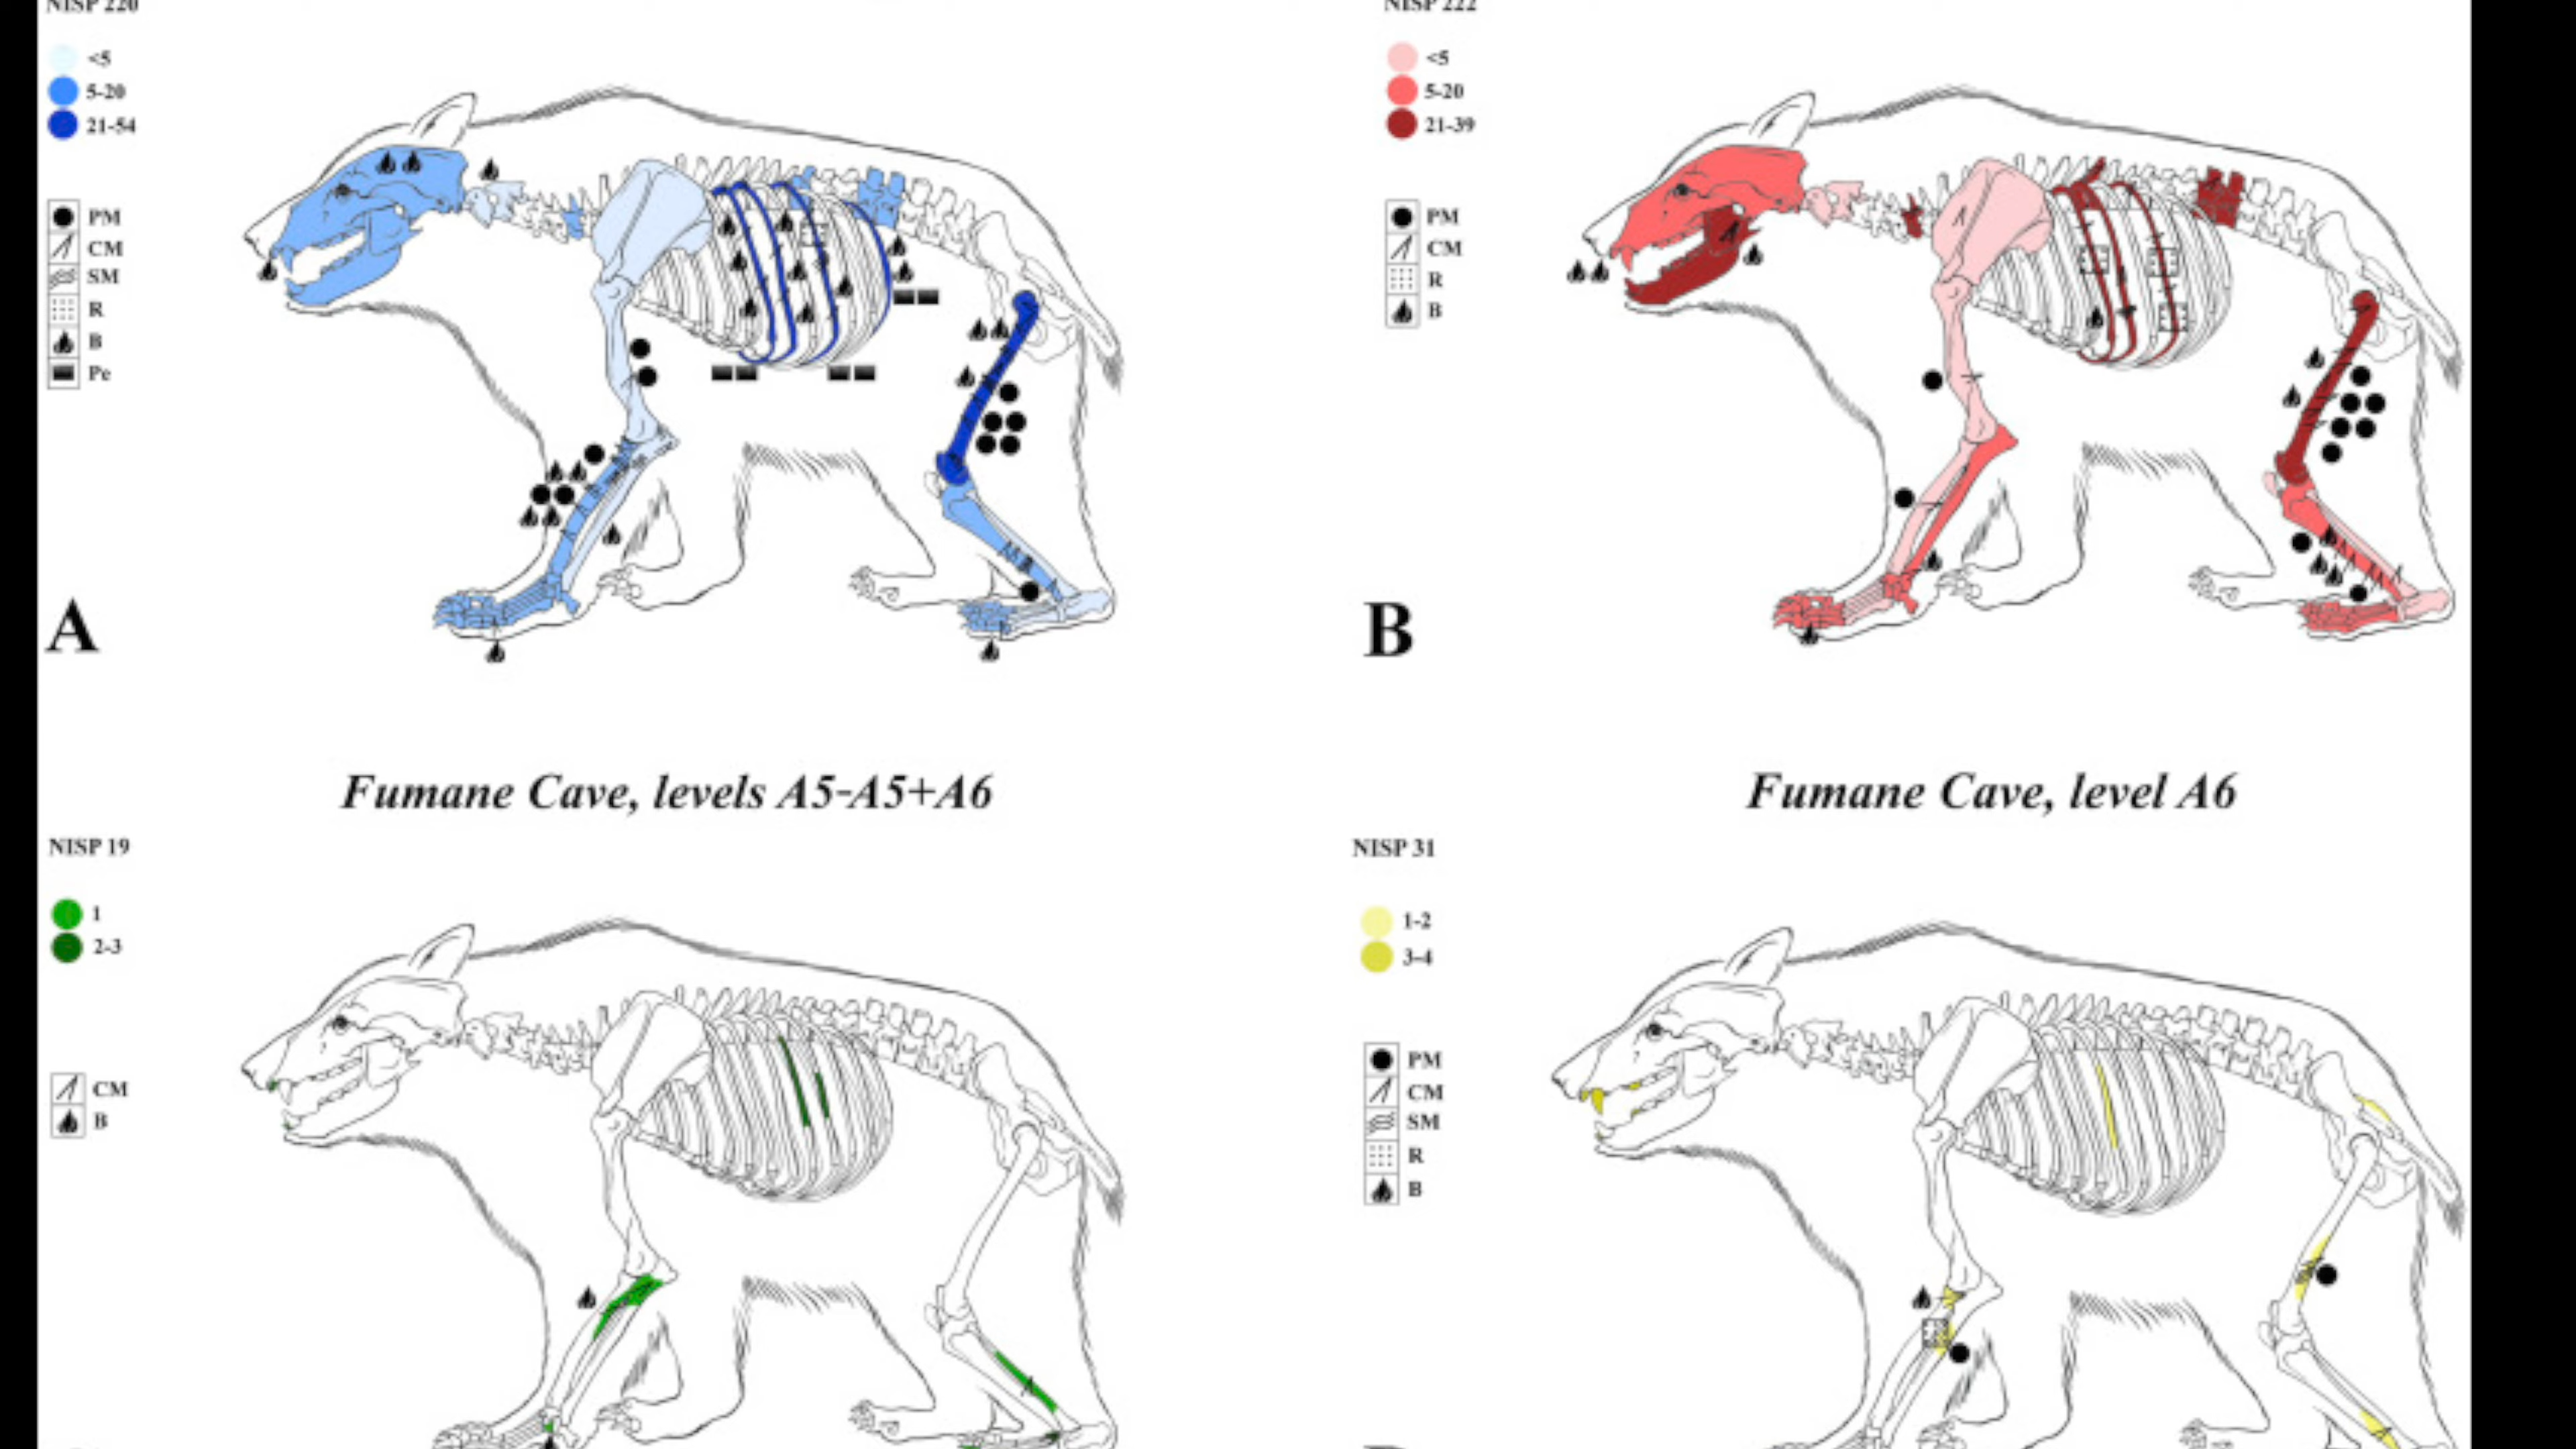 NISP 220
<5
5-20
21-54
PM
CM
SM
R
B
Pe
A
NISP 222
<5
5-20
21-39
PM
CM
R
B
B
Fumane Cave, levels A5-A5+A6
NISP 19
1
2-3
CM
B
Fumane Cave, level A6
NISP 31
1-2
3-4
PM
CM
SM
R
B